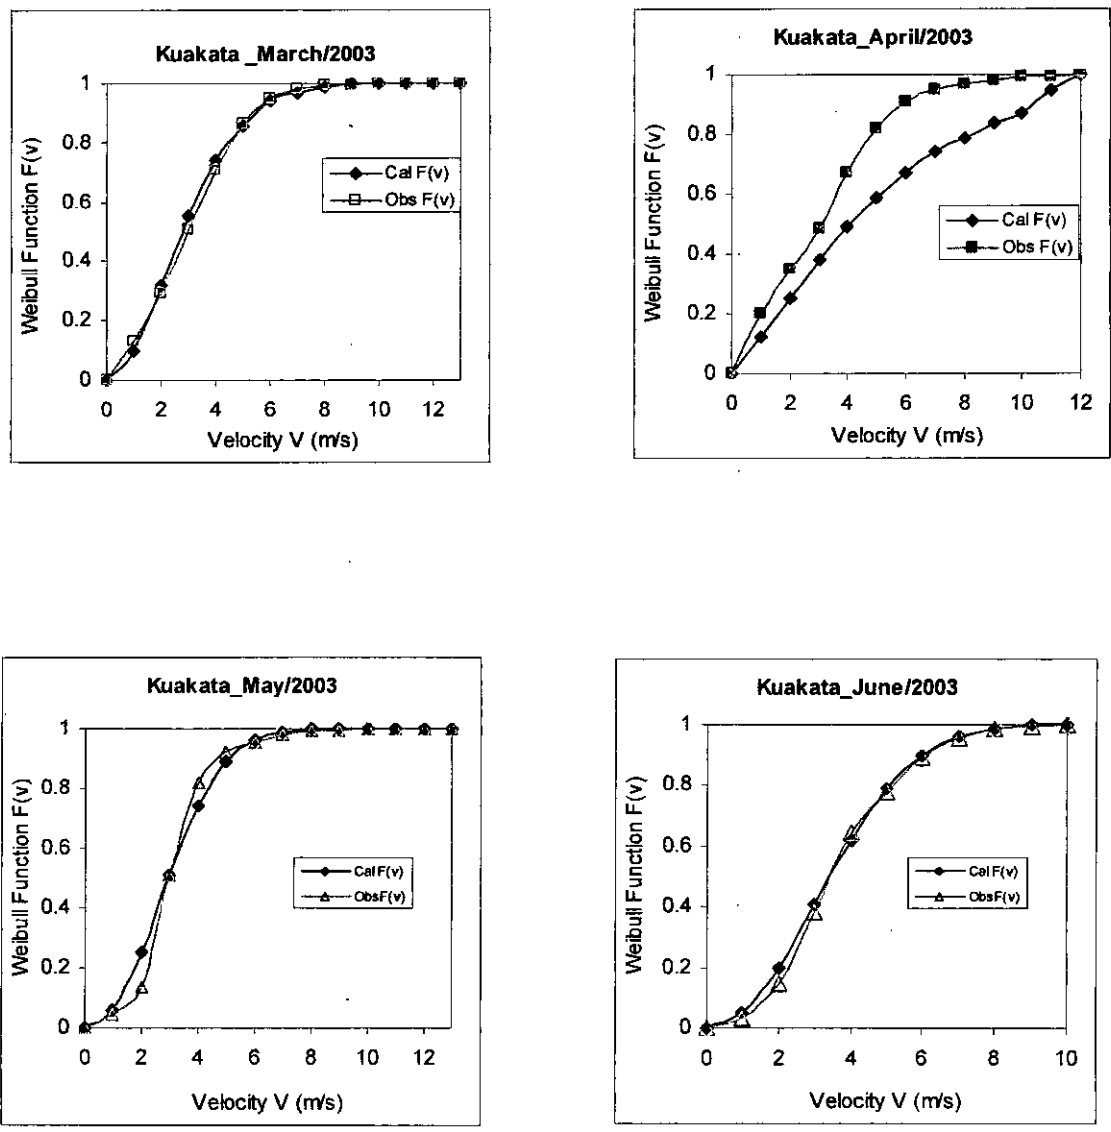 Kuakata _March/2003
Weibull Function F(v)
1
0.8
0.6
0.4
0.2
0
0 2 4 6 8 10 12
Velocity V (m/s)
Cal F(v)
Obs F(v)
Kuakata_April/2003
Weibull Function F(v)
1
0.8
0.6
0.4
0.2
0
0 2 4 6 8 10 12
Velocity V (m/s)
Cal F(v)
Obs F(v)
Kuakata_May/2003
Weibull Function F(v)
1
0.8
0.6
0.4
0.2
0
0 2 4 6 8 10 12
Velocity V (m/s)
Cal F(v)
ObsF(v)
Kuakata_June/2003
Weibull Function F(v)
1
0.8
0.6
0.4
0.2
0
0 2 4 6 8 10
Velocity V (m/s)
Cal F(v)
ObsF(v)